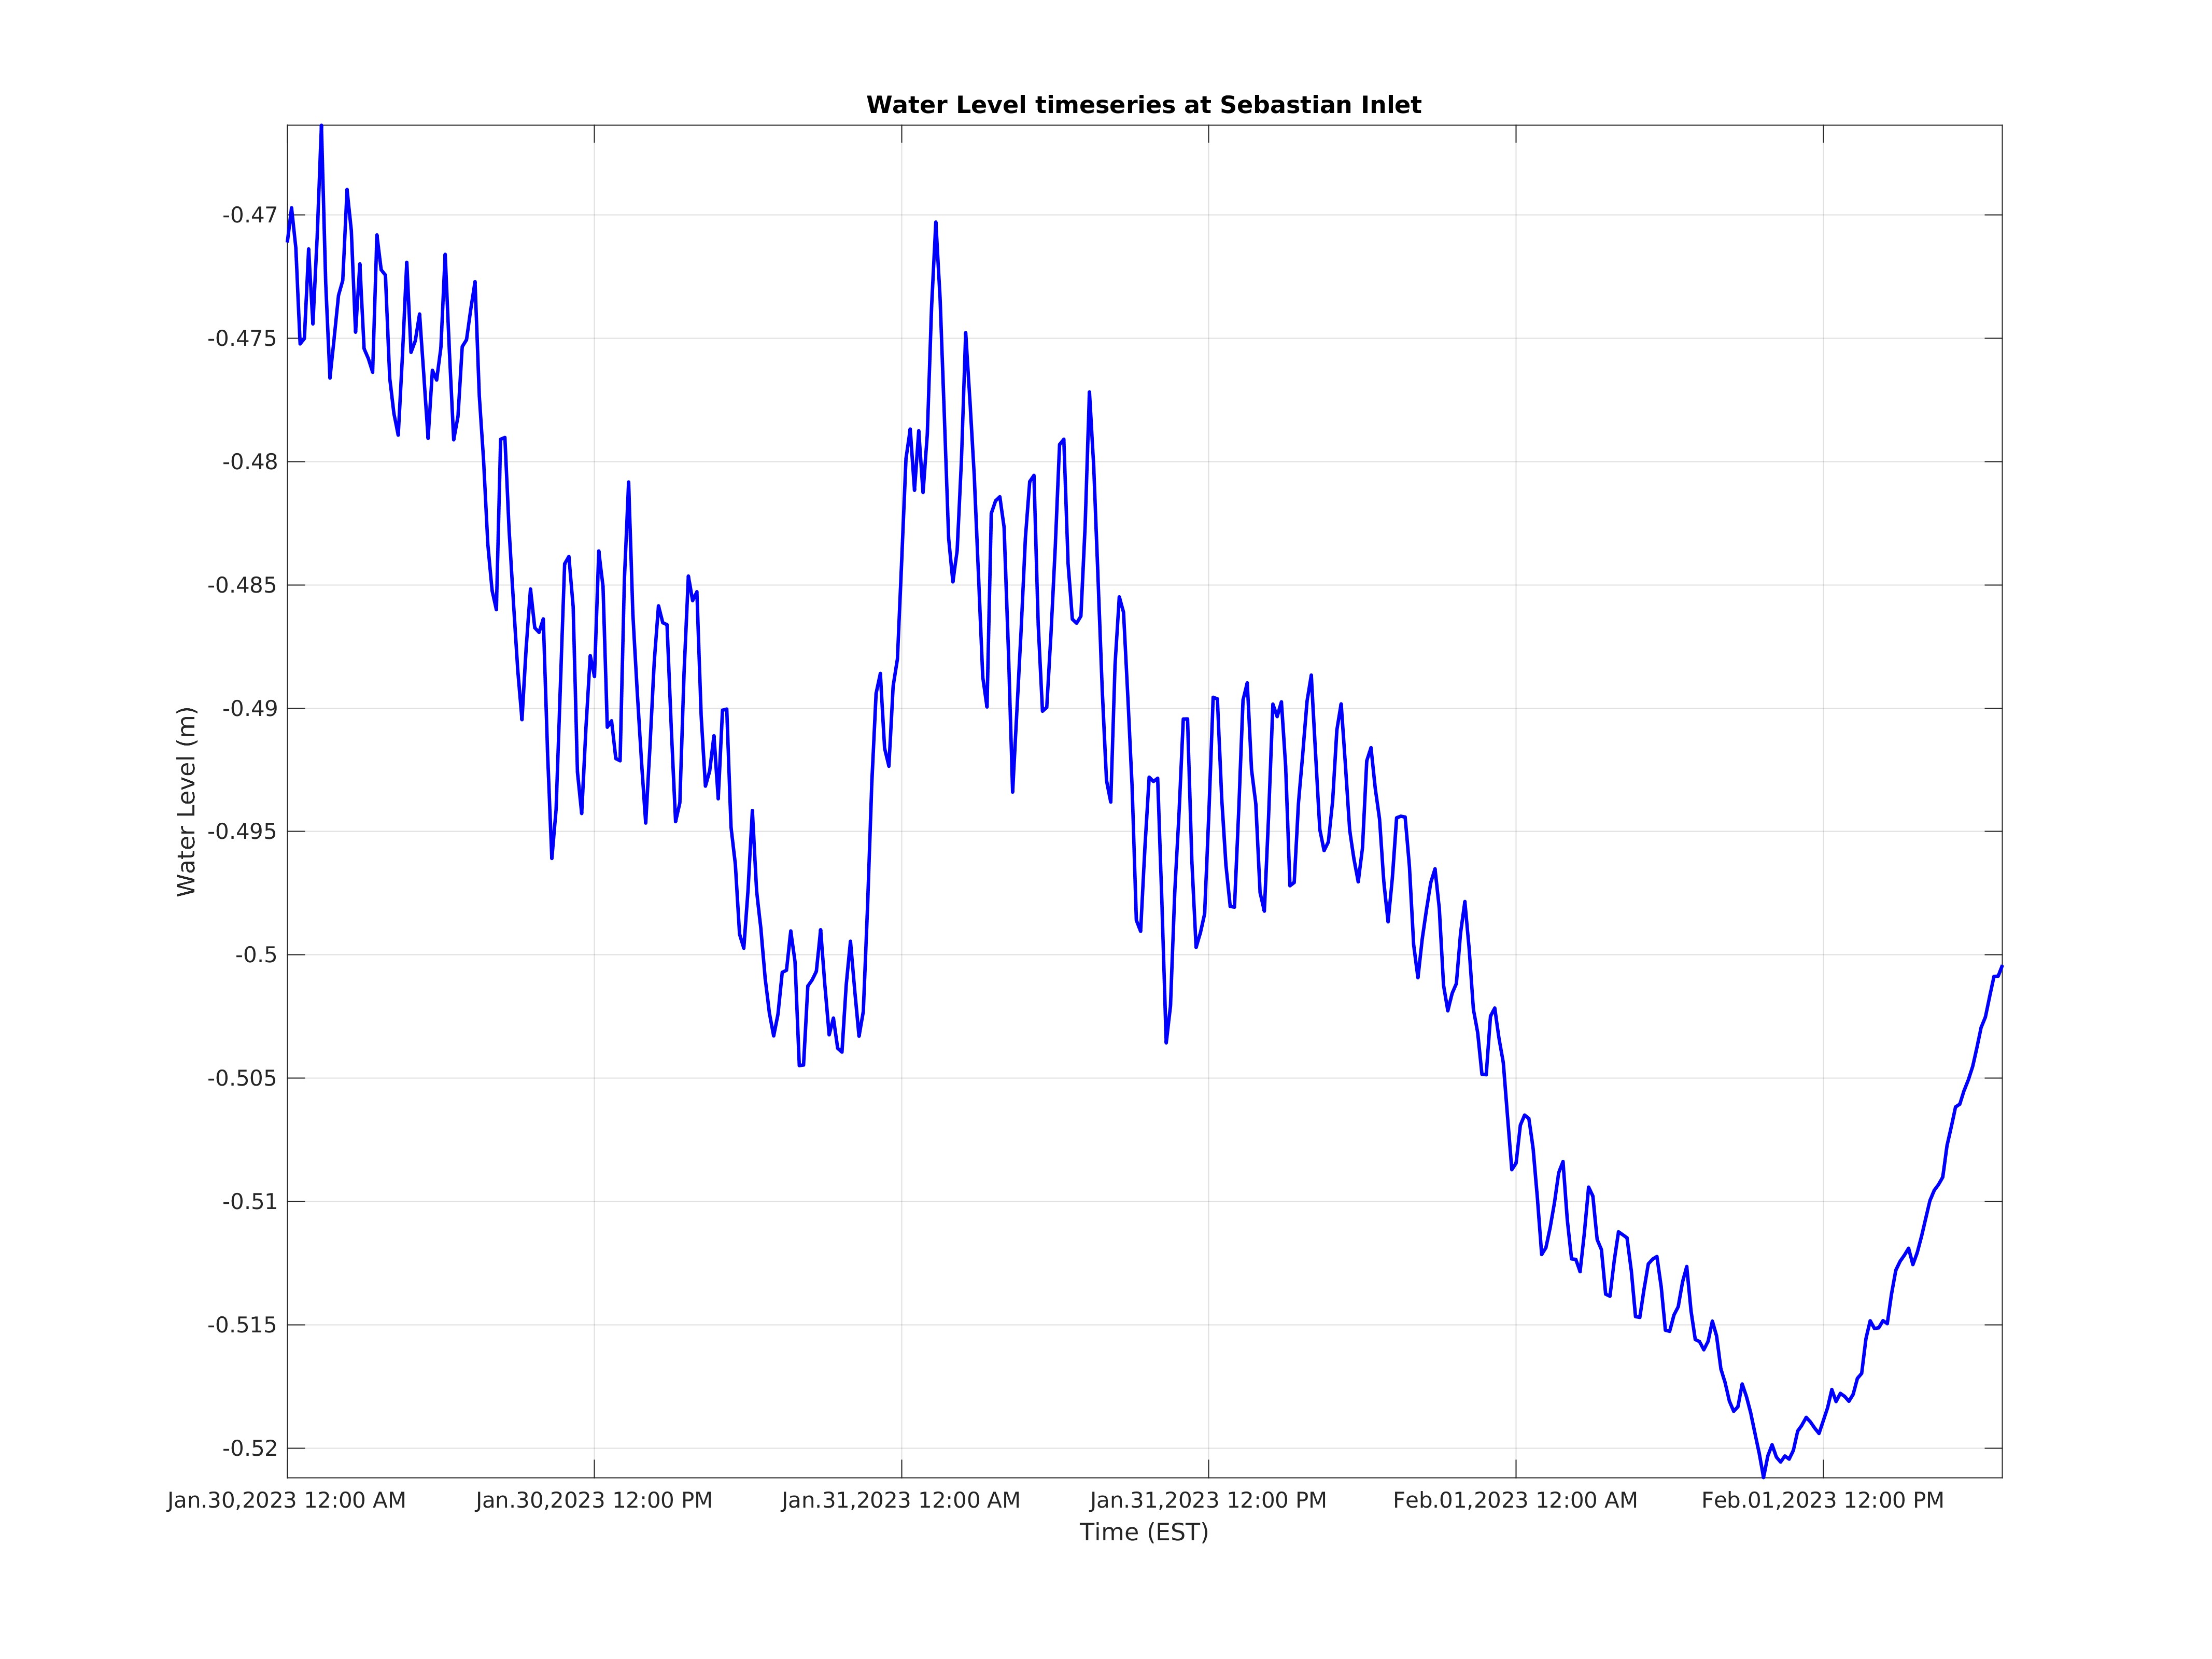 Water Level timeseries at Sebastian Inlet
-0.47
-0.475
-0.48
-0.485
-0.49
-0.495
-0.5
-0.505
-0.51
-0.515
-0.52
Water Level (m)
Jan.30,2023 12:00 AM Jan.30,2023 12:00 PM Jan.31,2023 12:00 AM Jan.31,2023 12:00 PM Feb.01,2023 12:00 AM Feb.01,2023 12:00 PM
Time (EST)